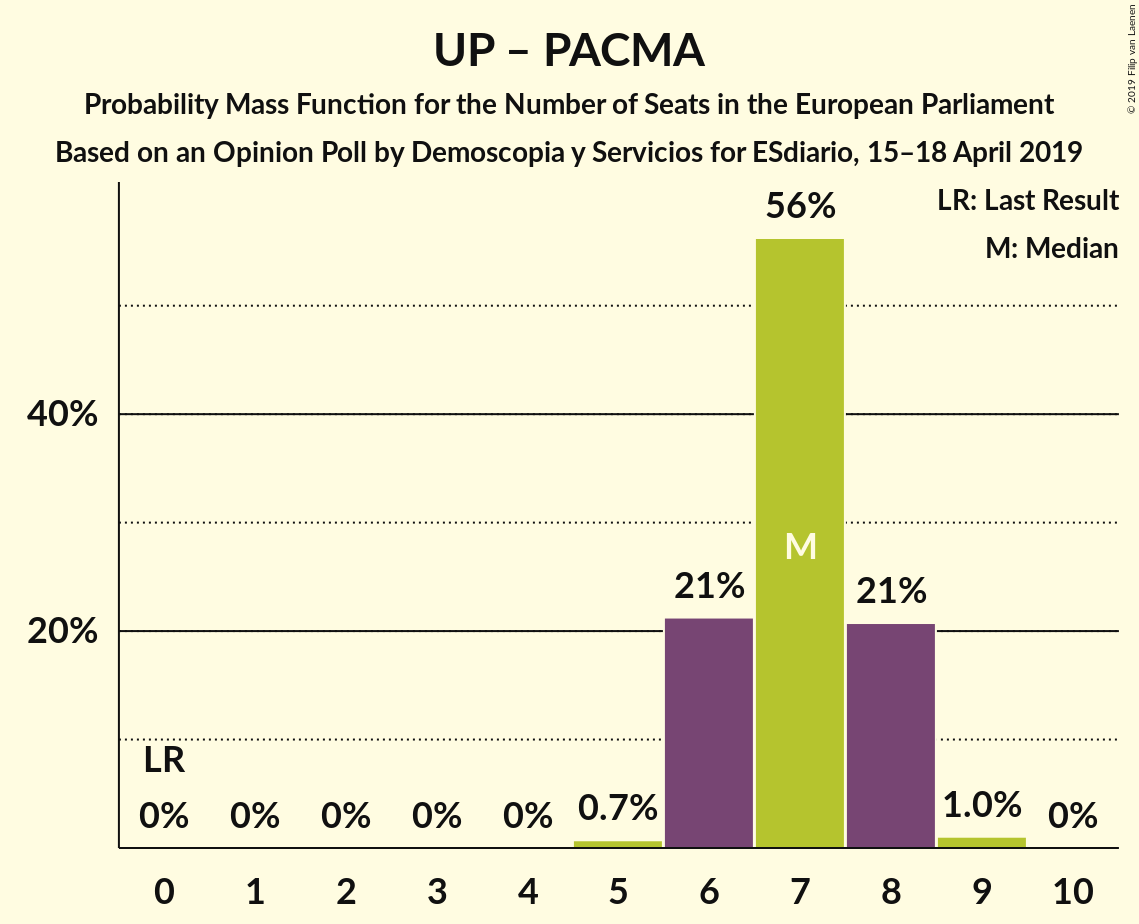 UP – PACMA
Probability Mass Function for the Number of Seats in the European Parliament
Based on an Opinion Poll by Demoscopia y Servicios for ESdiario, 15–18 April 2019
© 2019 Filip van Laenen
LR: Last Result
M: Median
56%
40%
M
21%
21%
20%
LR
0%
0%
0%
0%
0%
0.7%
1.0%
0%
0 1 2 3 4 5 6 7 8 9 10